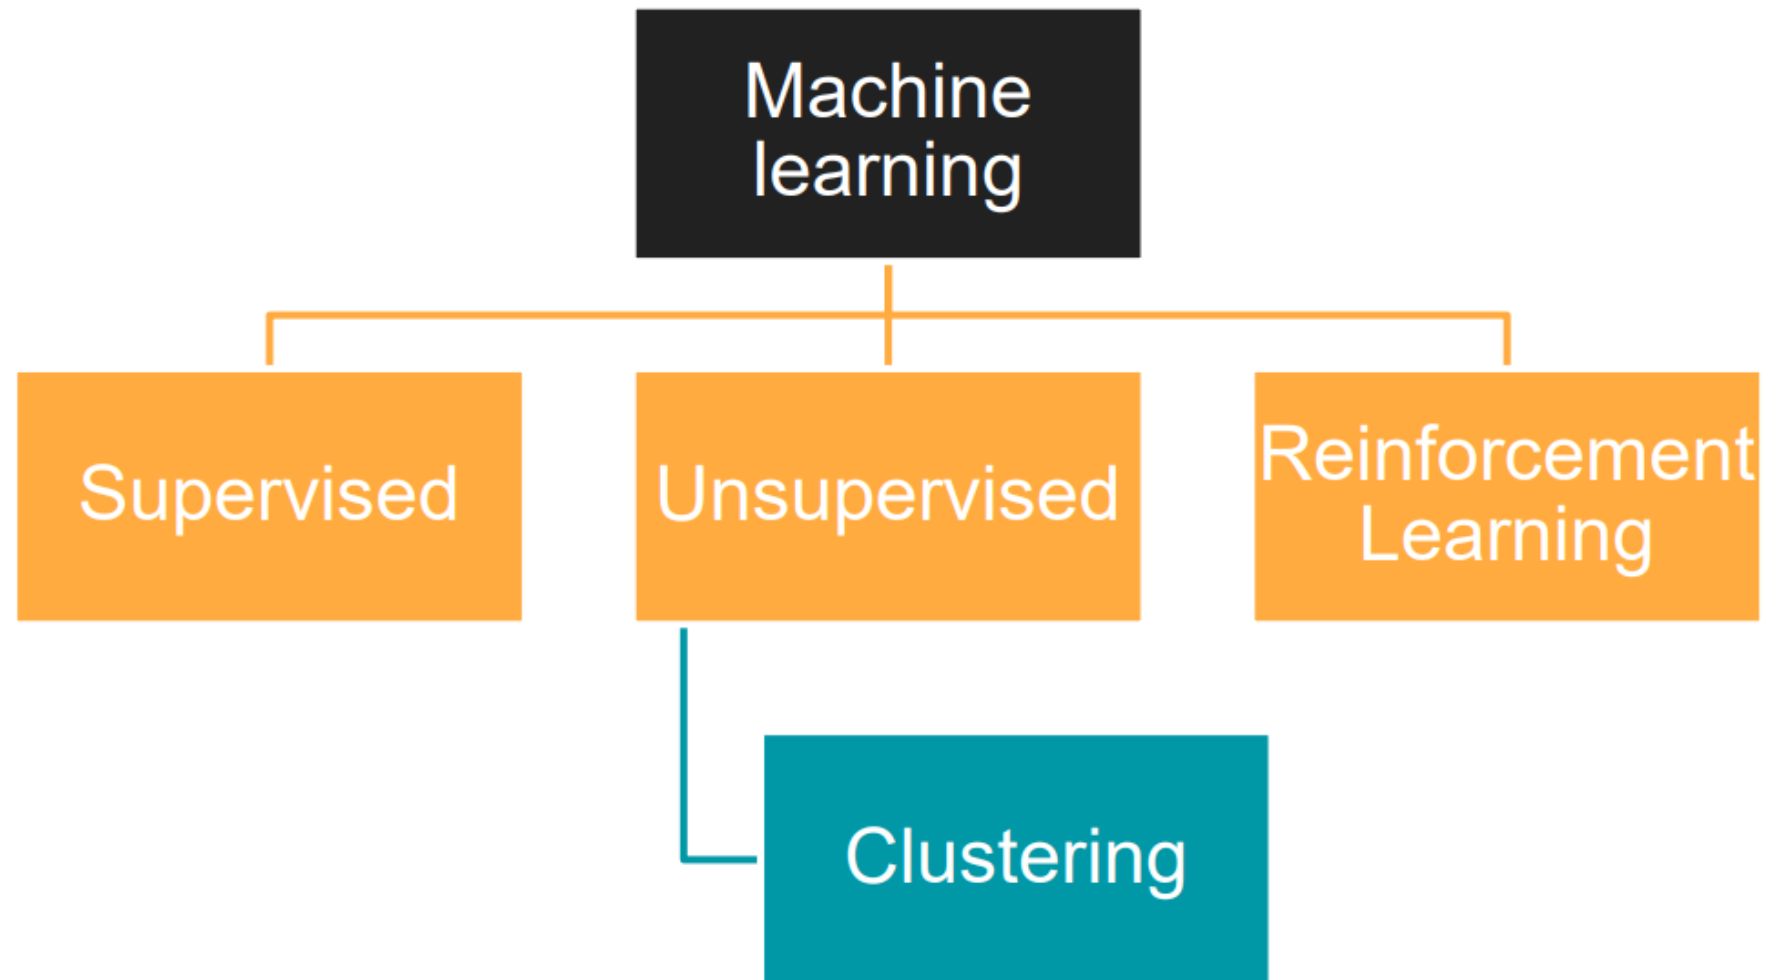 Machine
learning
Supervised
Unsupervised
Reinforcement
Learning
Clustering